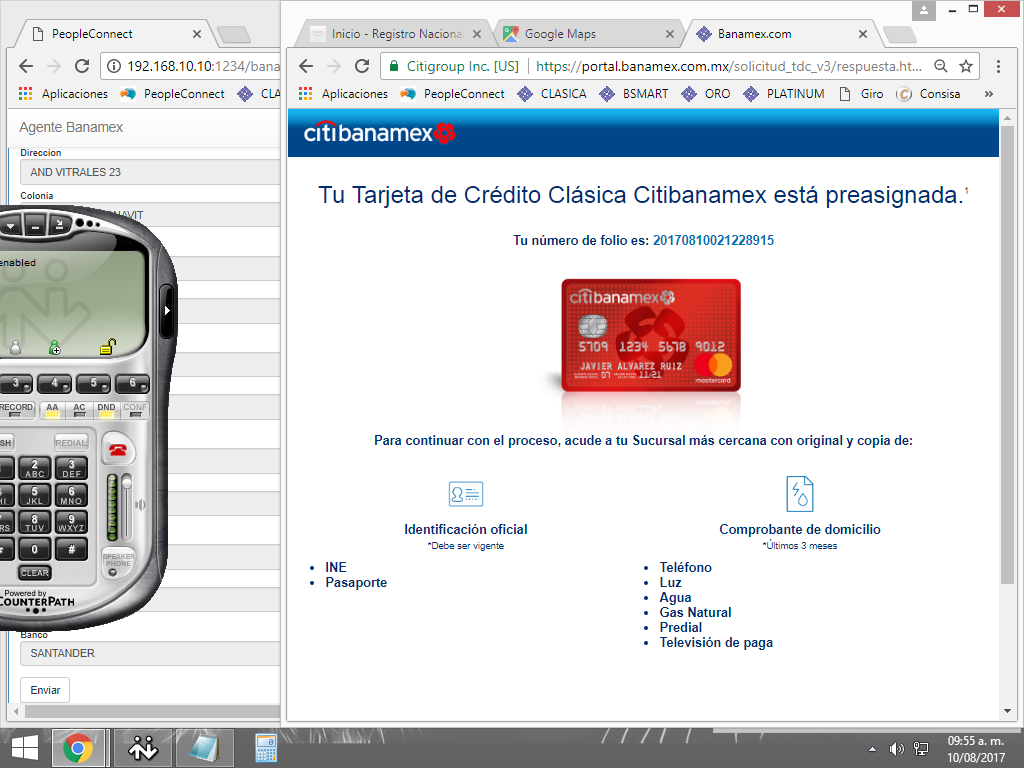 PeopleConnect
192.168.10.10:1234/bana
Aplicaciones
PeopleConnect
CLA
Agente Banamex
Direccion
AND VITRALES 23
Colonia
NAVIT
enabled
3
4
5
6
RECORD
AA
AC
DND
CONF
SH
REDIAL
2
ABC
3
DEF
5
JKL
6
MNO
8
TUV
9
WXYZ
0
#
CLEAR
SPEAKER
PHONE
Powered by
COUNTERPATH
Banco
SANTANDER
Enviar
Inicio - Registro Naciona
Google Maps
Banamex.com
Citigroup Inc. [US]
https://portal.banamex.com.mx/solicitud_tdc_v3/respuesta.ht...
Aplicaciones
PeopleConnect
CLASICA
BSMART
ORO
PLATINUM
Giro
Consisa
»
citibanamex
Tu Tarjeta de Crédito Clásica Citibanamex está preasignada.1
Tu número de folio es: 20170810021228915
citibanamex
5709 1234 5678 9012
JAVIER ALVAREZ RUIZ
07
11/21
mastercard
Para continuar con el proceso, acude a tu Sucursal más cercana con original y copia de:
Identificación oficial
*Debe ser vigente
• INE
• Pasaporte
Comprobante de domicilio
*Últimos 3 meses
• Teléfono
• Luz
• Agua
• Gas Natural
• Predial
• Televisión de paga
09:55 a. m.
10/08/2017